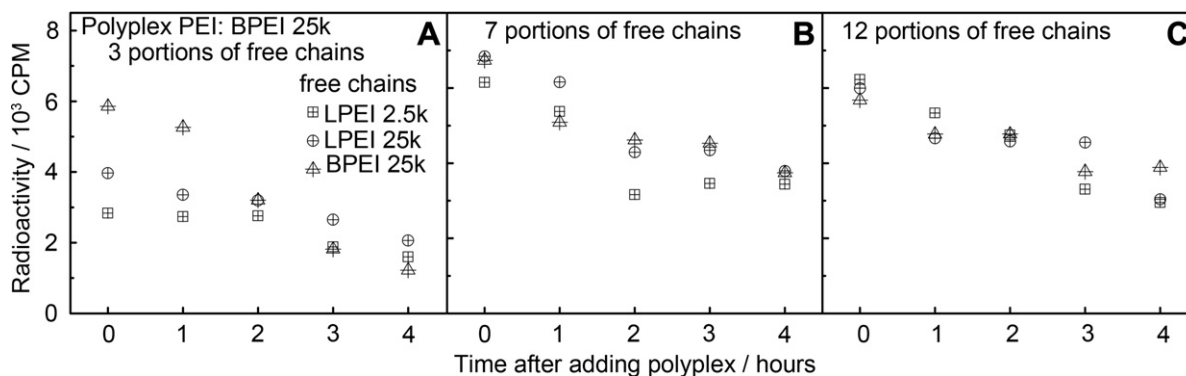 Polyplex PEI: BPEI 25k
3 portions of free chains
A
free chains
LPEI 2.5k
LPEI 25k
BPEI 25k
7 portions of free chains
B
12 portions of free chains
C
Radioactivity / 10³ CPM
8
6
4
2
0
0 1 2 3 4
0 1 2 3 4
0 1 2 3 4
Time after adding polyplex / hours